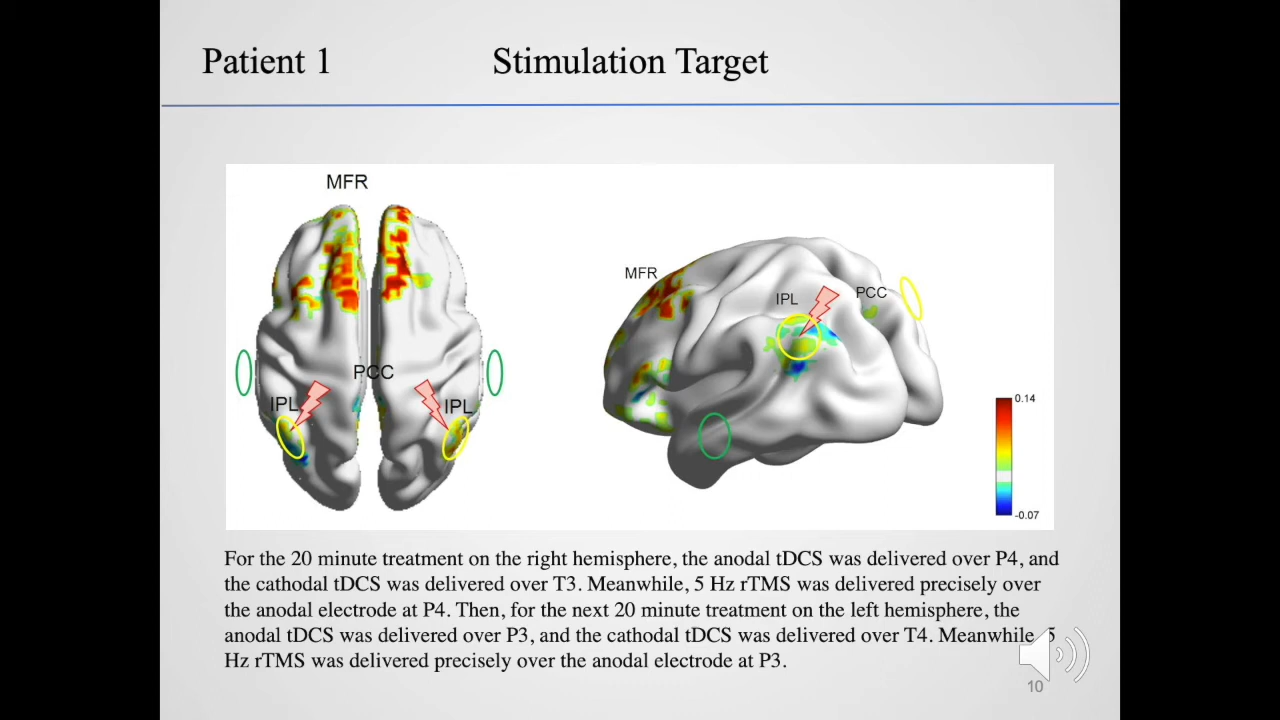 Patient 1 Stimulation Target
MFR
PCC
IPL IPL
MFR
IPL PCC
0.14
-0.07
For the 20 minute treatment on the right hemisphere, the anodal tDCS was delivered over P4, and
the cathodal tDCS was delivered over T3. Meanwhile, 5 Hz rTMS was delivered precisely over
the anodal electrode at P4. Then, for the next 20 minute treatment on the left hemisphere, the
anodal tDCS was delivered over P3, and the cathodal tDCS was delivered over T4. Meanwhile, 5
Hz rTMS was delivered precisely over the anodal electrode at P3.
10